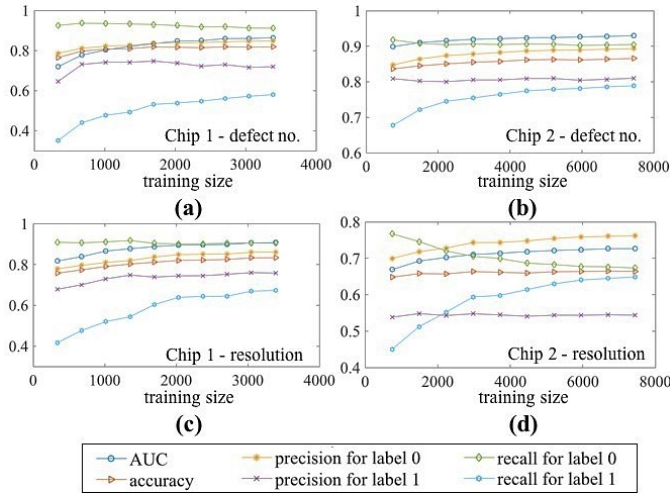 0.8
0.6
0.4
0 1000 2000 3000 4000
Chip 1 - defect no.
training size
(a)
1
0.9
0.8
0.7
0.6
0 2000 4000 6000 8000
Chip 2 - defect no.
training size
(b)
1
0.8
0.6
0.4
0 1000 2000 3000 4000
Chip 1 - resolution
training size
(c)
0.8
0.7
0.6
0.5
0.4
0 2000 4000 6000 8000
Chip 2 - resolution
training size
(d)
AUC precision for label 0 recall for label 0
accuracy precision for label 1 recall for label 1